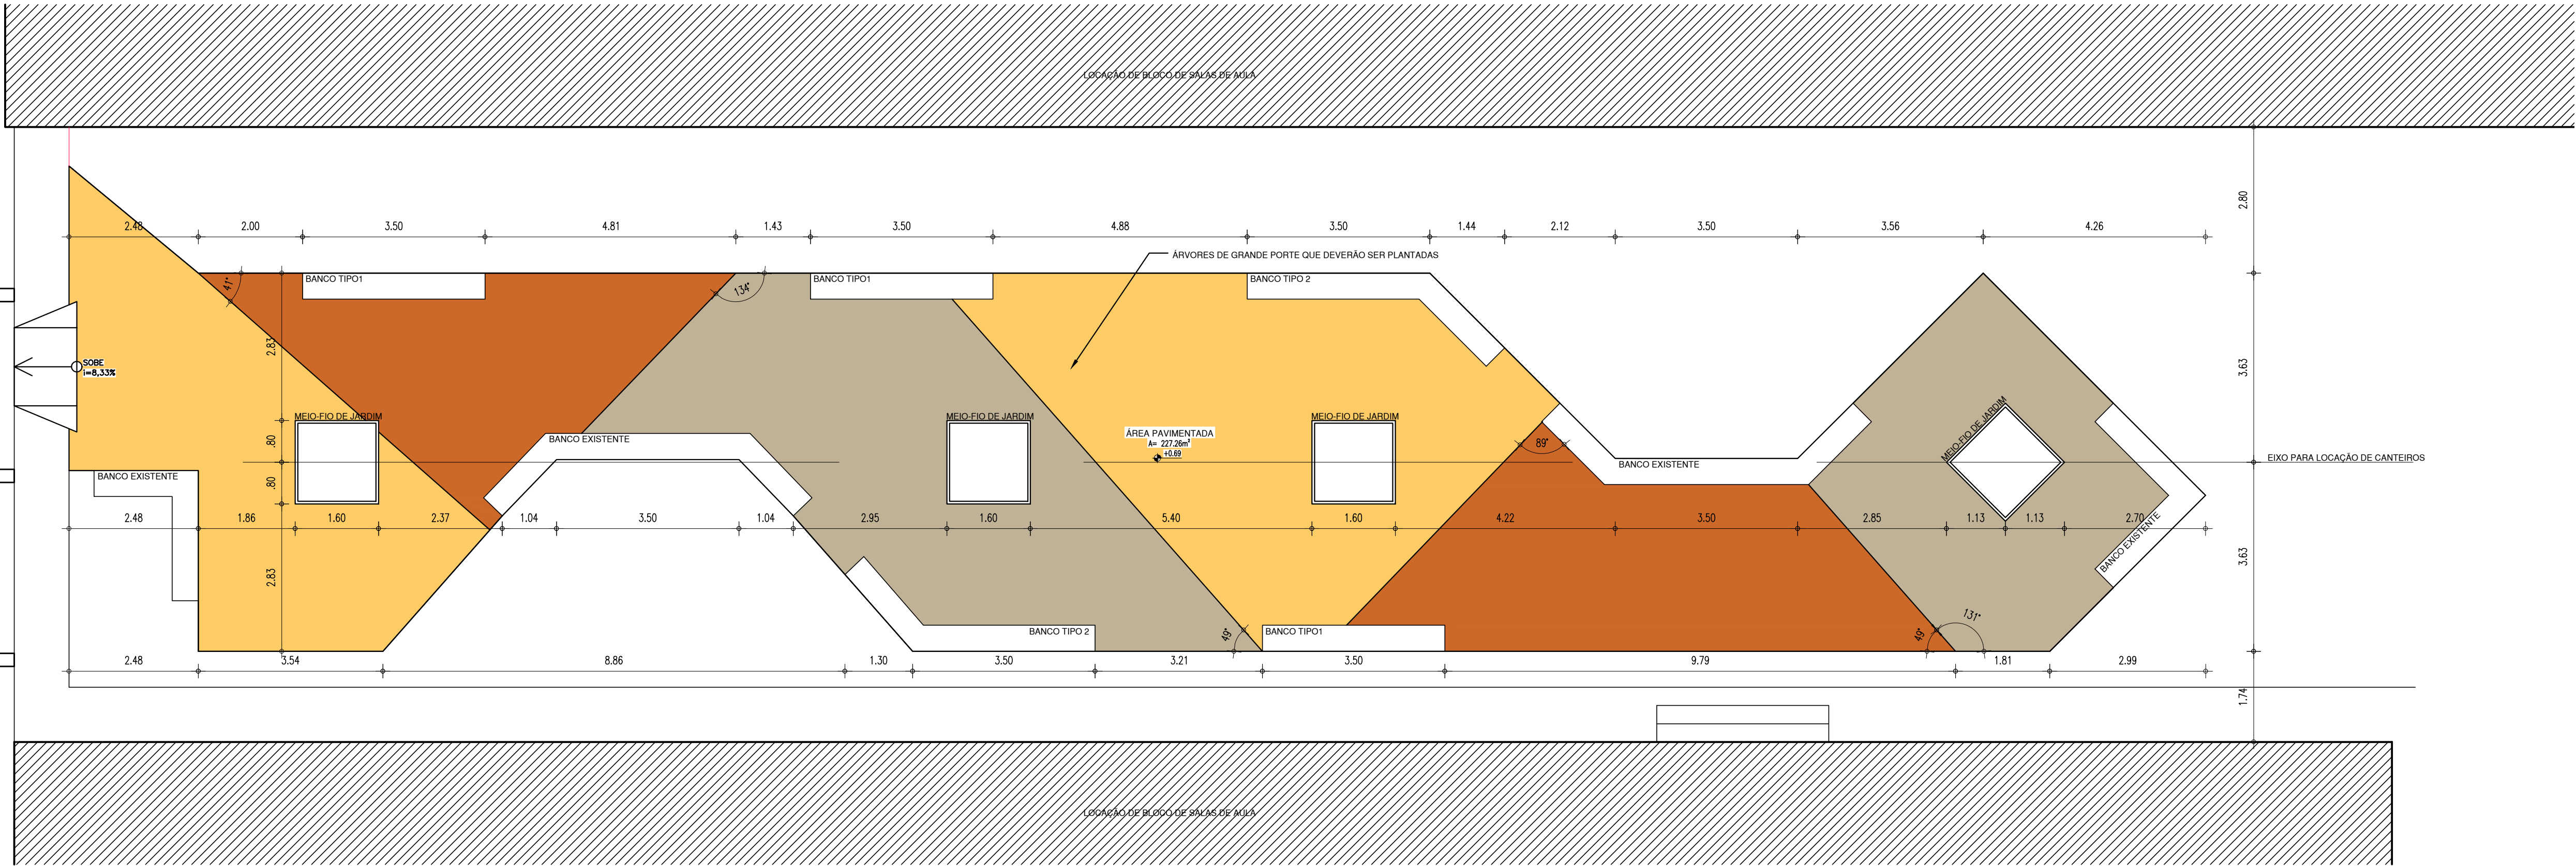 LOCAÇÃO DE BLOCO DE SALAS DE AULA
2.80
2.48
2.00
3.50
4.81
1.43
3.50
4.88
3.50
1.44
2.12
3.50
3.56
4.26
ÁRVORES DE GRANDE PORTE QUE DEVERÃO SER PLANTADAS
BANCO TIPO1
BANCO TIPO1
BANCO TIPO 2
41°
134°
2.83
SOBE
i=8,33%
3.63
MEIO-FIO DE JARDIM
MEIO-FIO DE JARDIM
MEIO-FIO DE JARDIM
MEIO-FIO DE JARDIM
.80
BANCO EXISTENTE
ÁREA PAVIMENTADA
A= 227.26m²
+0.69
89°
BANCO EXISTENTE
EIXO PARA LOCAÇÃO DE CANTEIROS
BANCO EXISTENTE
.80
2.48
1.86
1.60
2.37
1.04
3.50
1.04
2.95
1.60
5.40
1.60
4.22
3.50
2.85
1.13
1.13
2.70
BANCO EXISTENTE
2.83
3.63
BANCO TIPO 2
49°
BANCO TIPO1
49°
131°
2.48
3.54
8.86
1.30
3.50
3.21
3.50
9.79
1.81
2.99
1.74
LOCAÇÃO DE BLOCO DE SALAS DE AULA